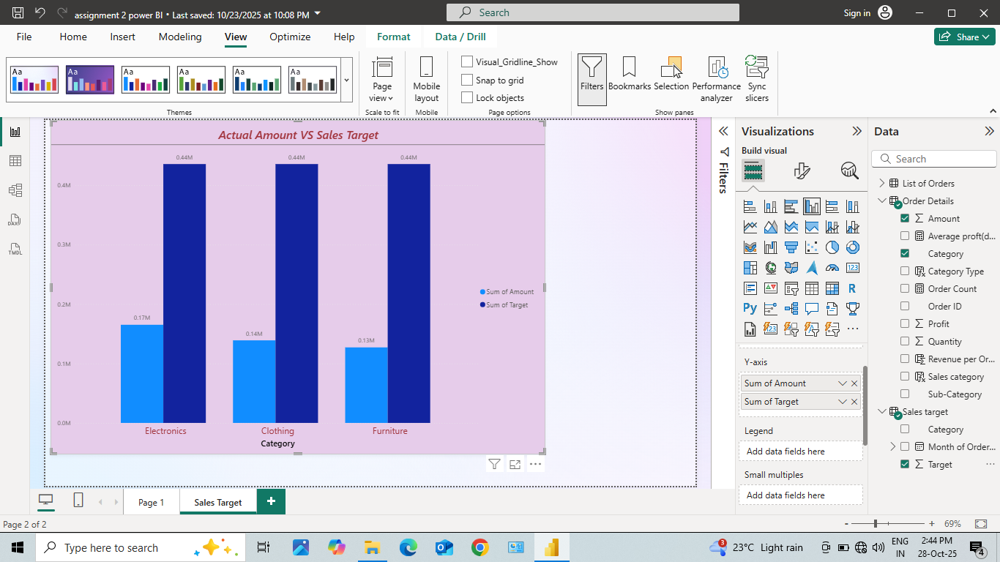 assignment 2 power BI • Last saved: 10/23/2025 at 10:08 PM
Search
Sign in
File
Home
Insert
Modeling
View
Optimize
Help
Format
Data / Drill
Share
Aa
Aa
Aa
Aa
Aa
Aa
Themes
Page
view
Scale to fit
Mobile
layout
Mobile
Visual_Gridline_Show
Snap to grid
Lock objects
Page options
Filters
Bookmarks
Selection
Performance
analyzer
Sync
slicers
Show panes
Actual Amount VS Sales Target
0.44M
0.44M
0.44M
0.4M
0.3M
0.2M
0.1M
0.0M
0.17M
0.14M
0.13M
Sum of Amount
Sum of Target
Electronics
Clothing
Furniture
Category
DAX
TMDL
Filters
Visualizations
Build visual
123
R
Py
123
Y-axis
Sum of Amount
Sum of Target
Legend
Add data fields here
Small multiples
Add data fields here
Data
Search
List of Orders
Order Details
Amount
Average proft(d...
Category
Category Type
Order Count
Order ID
Profit
Quantity
Revenue per Or...
Sales category
Sub-Category
Sales target
Category
Month of Order...
Target
Page 1
Sales Target
Page 2 of 2
69%
Type here to search
3
23°C Light rain
ENG
IN
2:44 PM
28-Oct-25
4